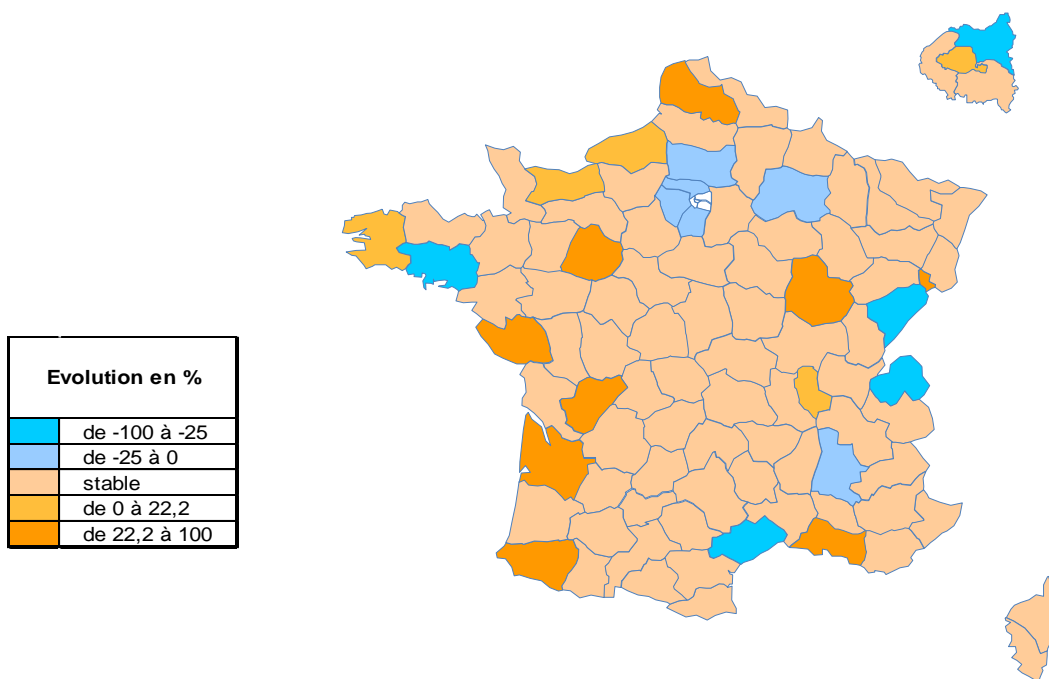 Evolution en %
de -100 à -25
de -25 à 0
stable
de 0 à 22,2
de 22,2 à 100